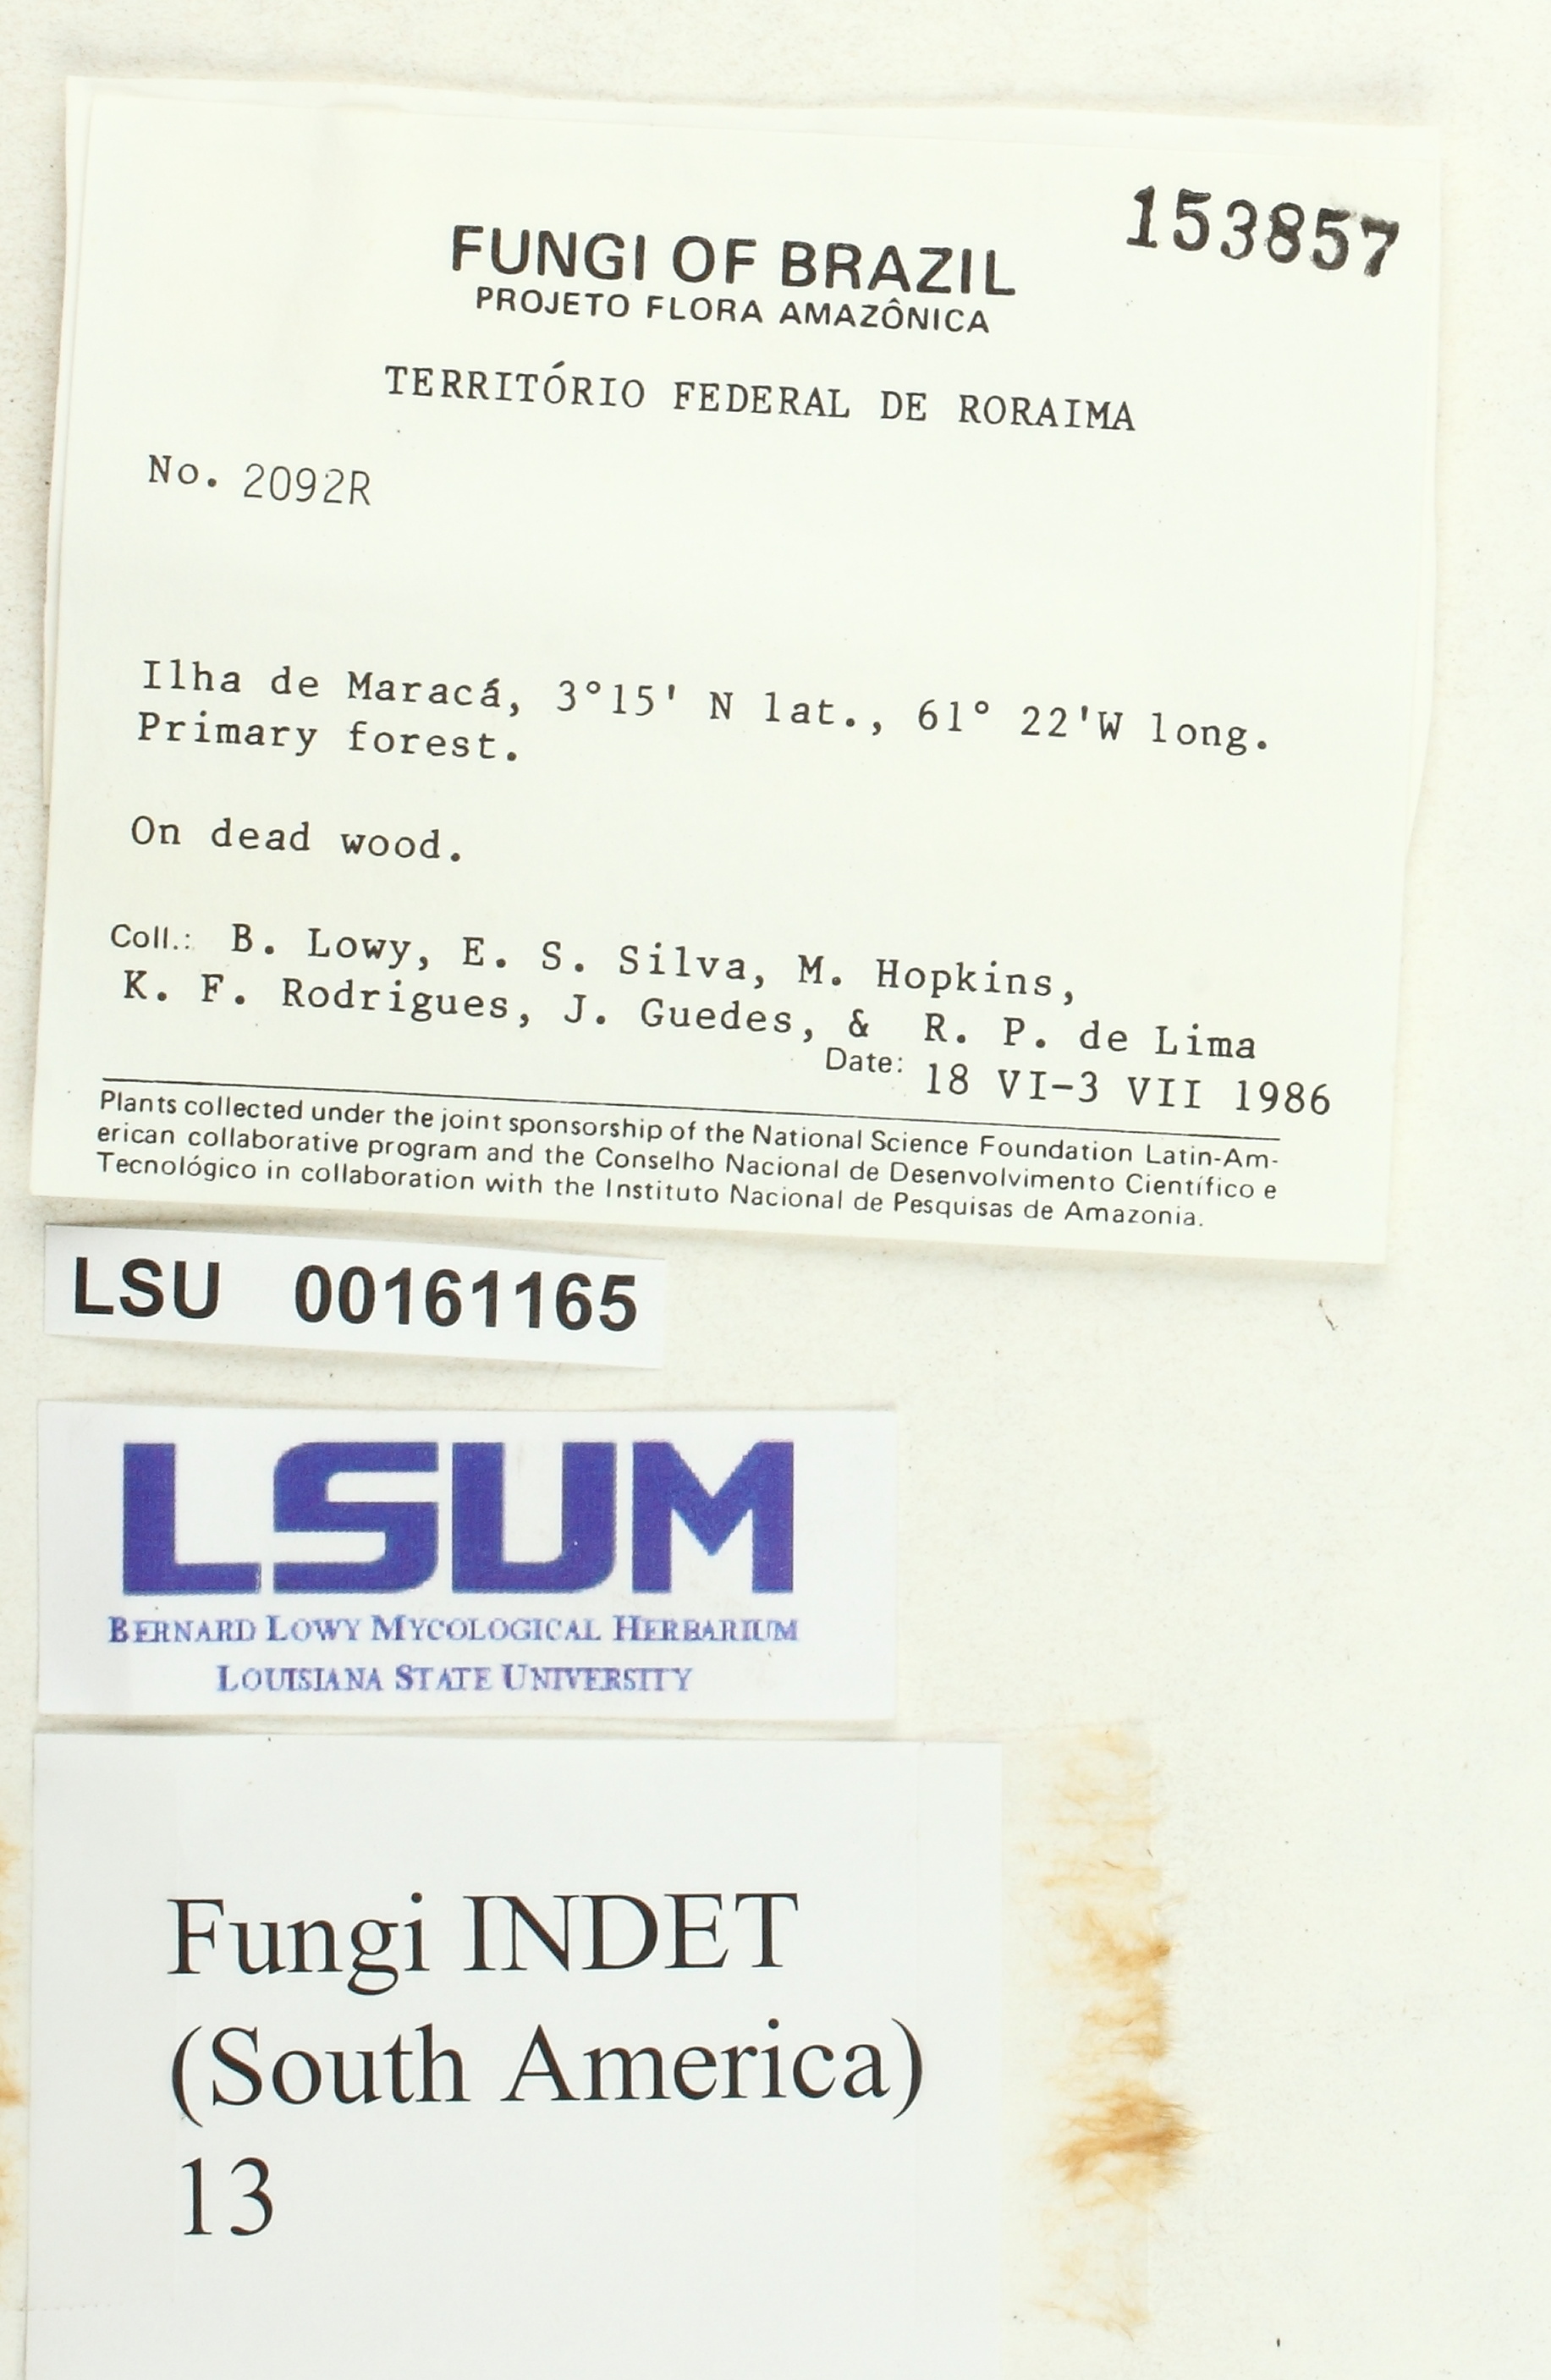 153857
FUNGI OF BRAZIL
PROJETO FLORA AMAZÔNICA
TERRITÓRIO FEDERAL DE RORAIMA
No. 2092R
Ilha de Maracá, 3°15' N lat., 61° 22'W long.
Primary forest.
On dead wood.
Coll.: B. Lowy, E. S. Silva, M. Hopkins,
K. F. Rodrigues, J. Guedes, & R. P. de Lima
Date: 18 VI-3 VII 1986
Plants collected under the joint sponsorship of the National Science Foundation Latin-Am-
erican collaborative program and the Conselho Nacional de Desenvolvimento Científico e
Tecnológico in collaboration with the Instituto Nacional de Pesquisas de Amazonia.
LSU 00161165
LSUM
BERNARD LOWY MYCOLOGICAL HERBARIUM
LOUISIANA STATE UNIVERSITY
Fungi INDET
(South America)
13